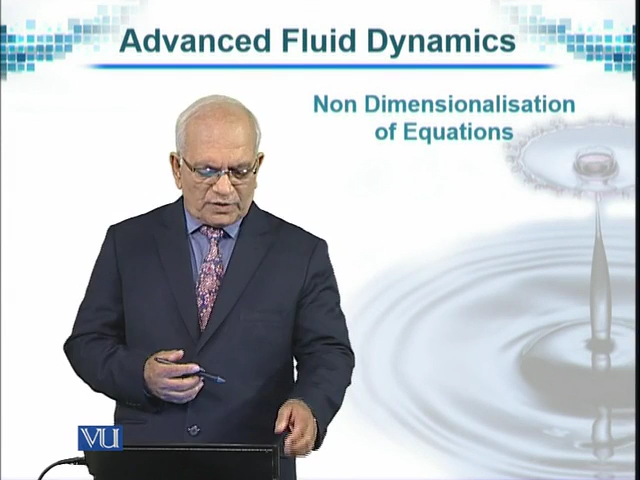 Advanced Fluid Dynamics
Non Dimensionalisation
of Equations
VU